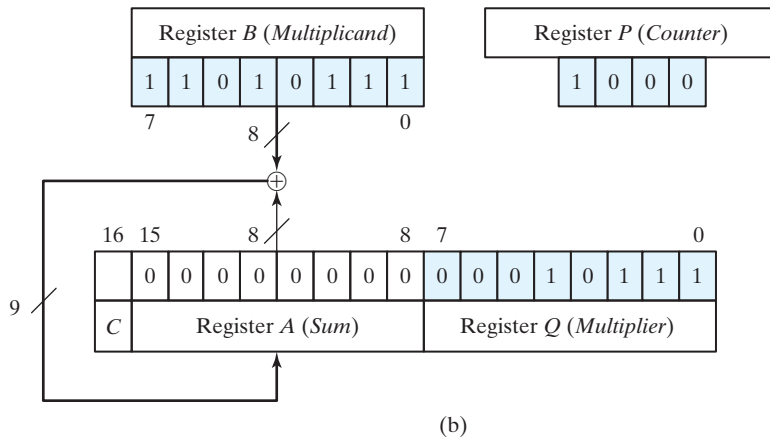 Register B (Multiplicand)
Register P (Counter)
1 1 0 1 0 1 1 1
1 0 0 0
7
8
0
16 15
8
8 7
0
0 0 0 0 0 0 0 0 0 0 0 1 0 1 1 1
9
C
Register A (Sum)
Register Q (Multiplier)
(b)